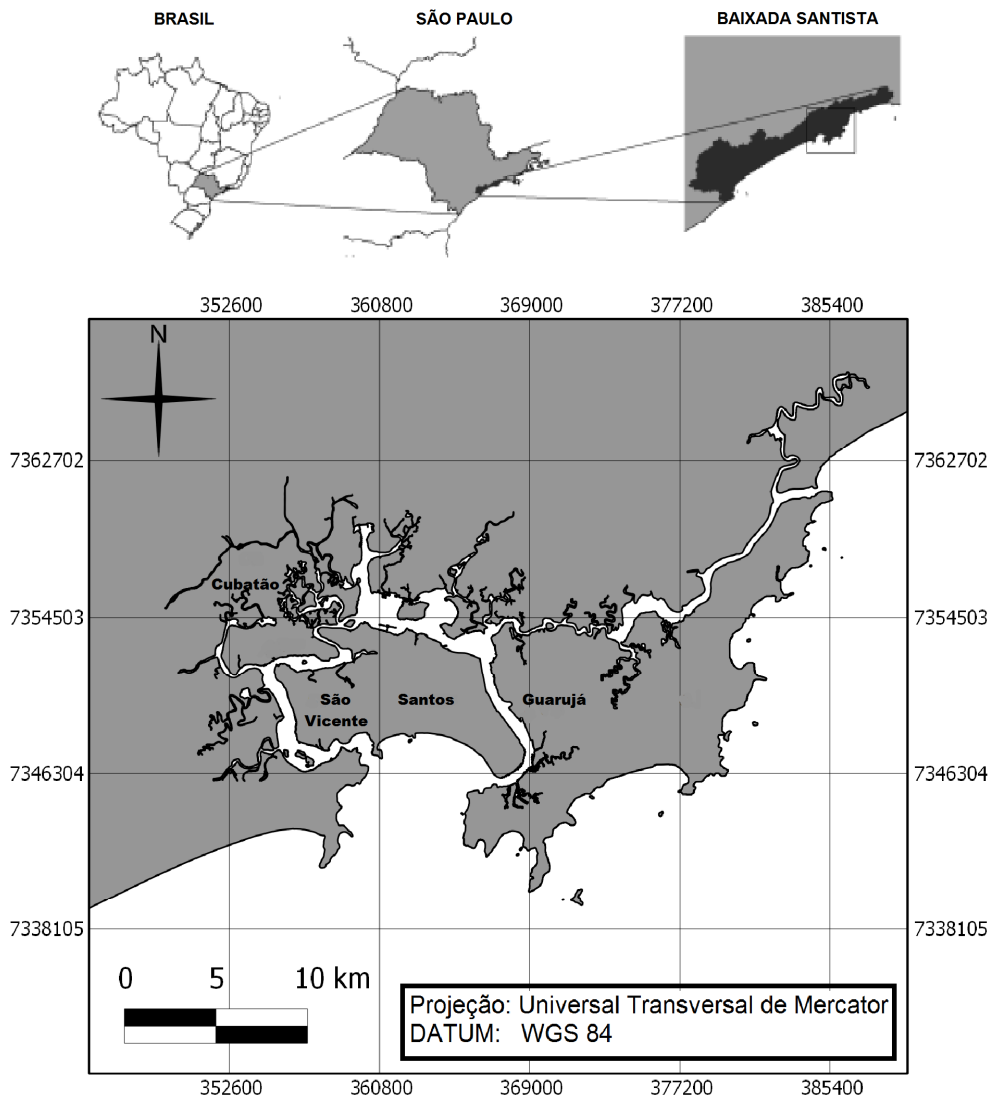 BRASIL
SÃO PAULO
BAIXADA SANTISTA
352600 360800 369000 377200 385400
N
7362702 7362702
Cubatão
7354503 7354503
São Vicente
Santos
Guarujá
7346304 7346304
7338105 7338105
0 5 10 km
Projeção: Universal Transversal de Mercator
DATUM: WGS 84
352600 360800 369000 377200 385400